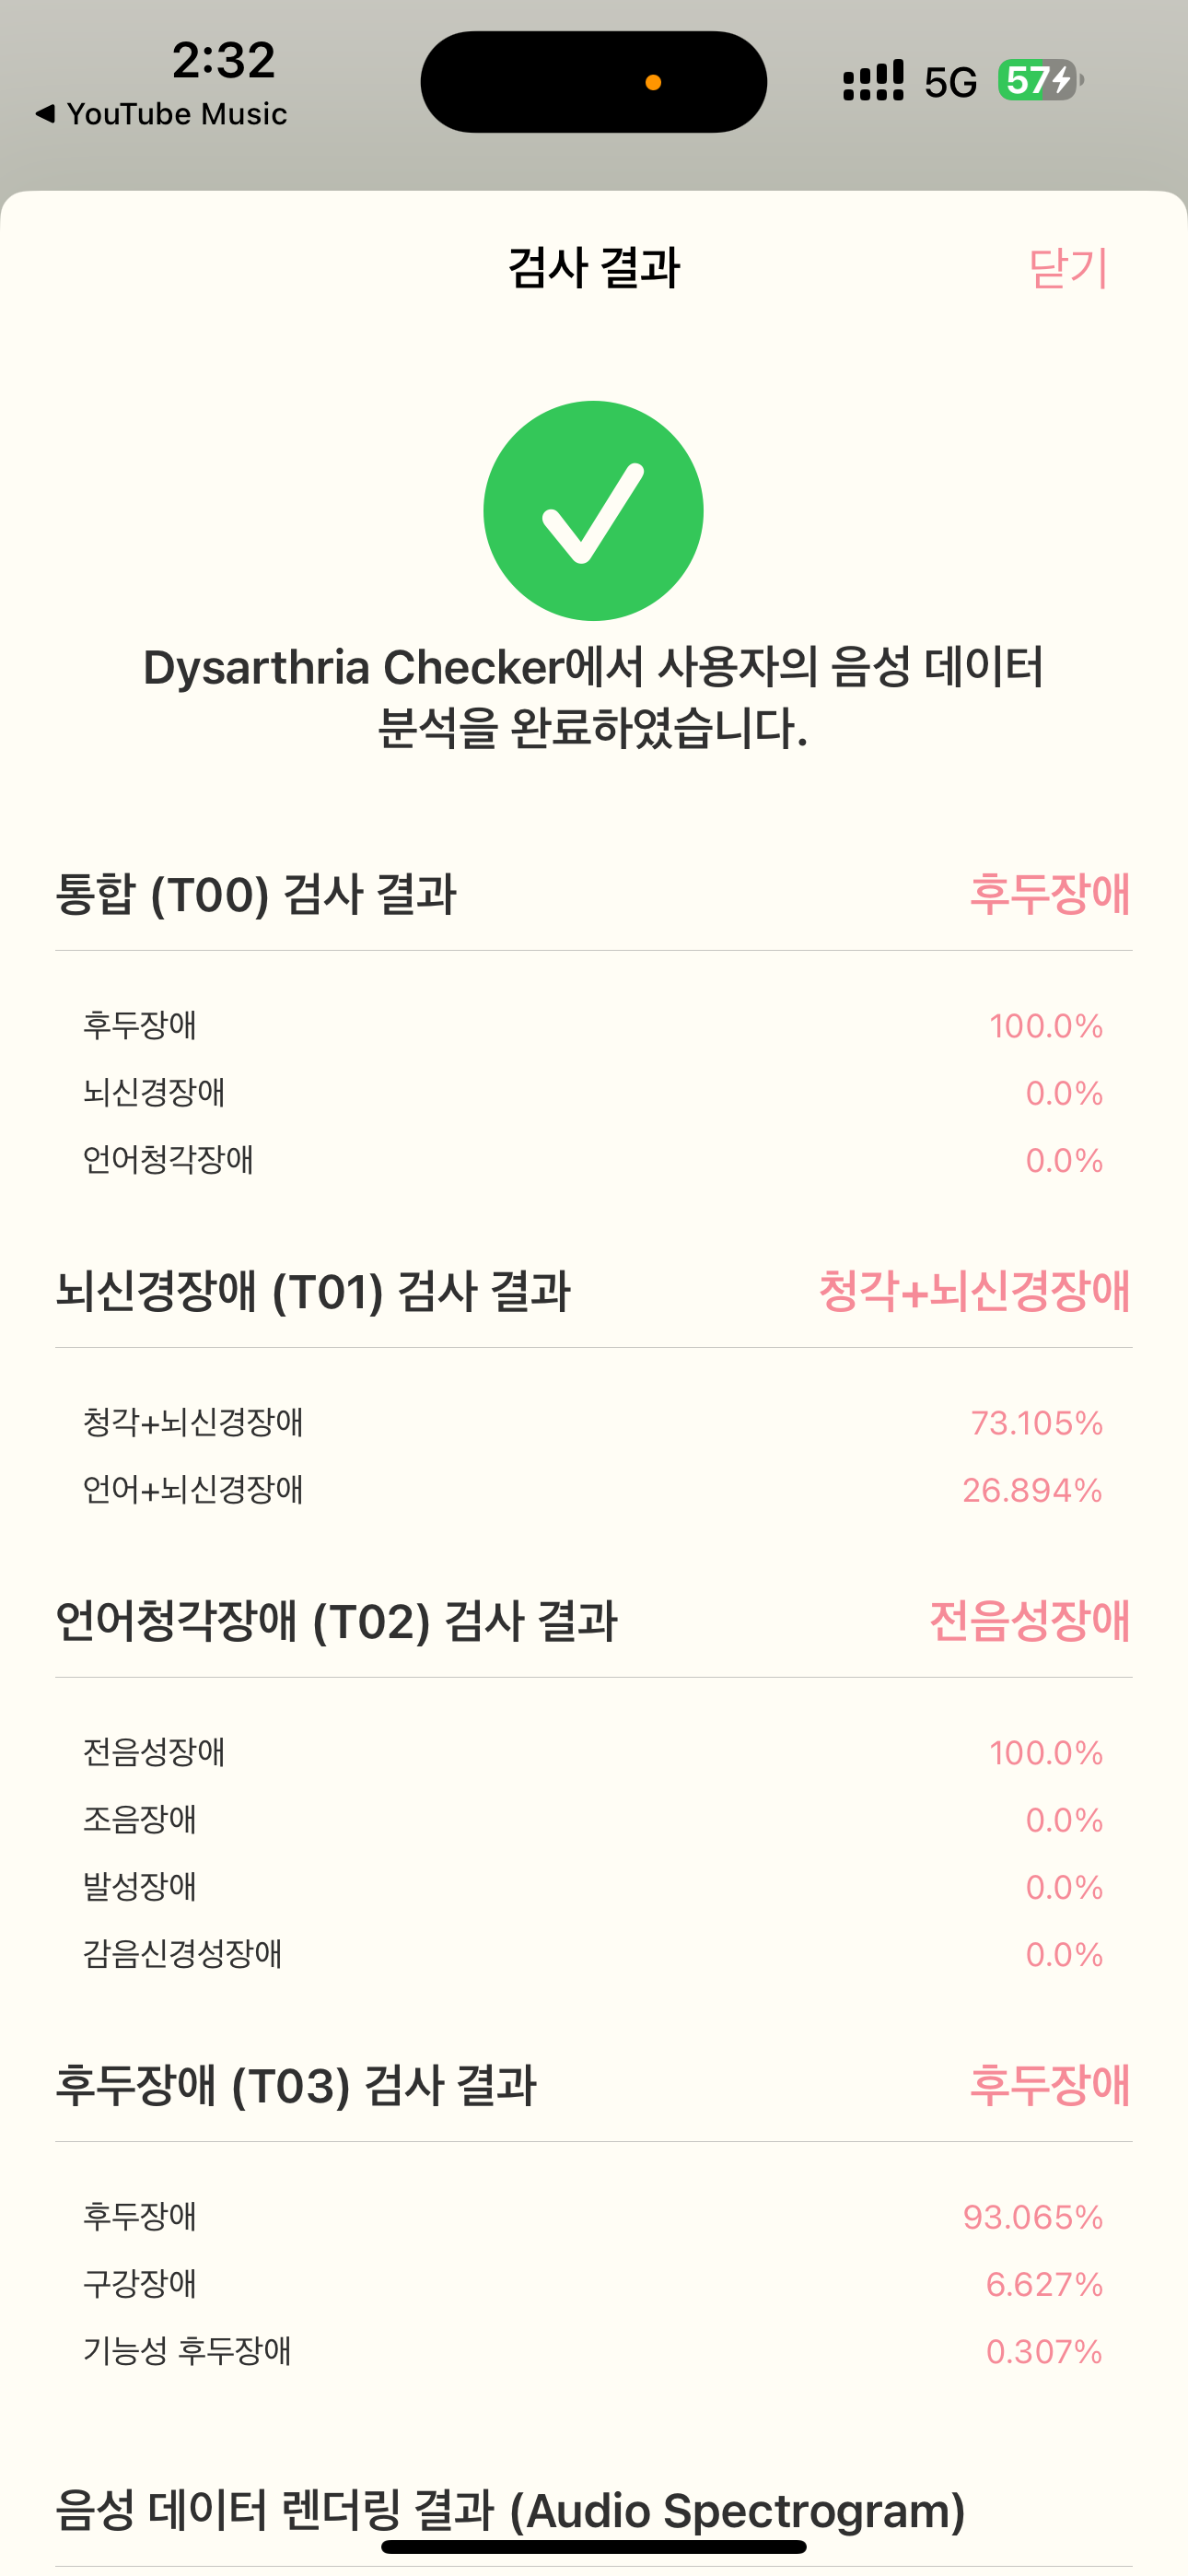 2:32
◀ YouTube Music
5G
57
검사 결과
닫기
Dysarthria Checker에서 사용자의 음성 데이터
분석을 완료하였습니다.
통합 (T00) 검사 결과 후두장애
후두장애 100.0%
뇌신경장애 0.0%
언어청각장애 0.0%
뇌신경장애 (T01) 검사 결과 청각+뇌신경장애
청각+뇌신경장애 73.105%
언어+뇌신경장애 26.894%
언어청각장애 (T02) 검사 결과 전음성장애
전음성장애 100.0%
조음장애 0.0%
발성장애 0.0%
감음신경성장애 0.0%
후두장애 (T03) 검사 결과 후두장애
후두장애 93.065%
구강장애 6.627%
기능성 후두장애 0.307%
음성 데이터 렌더링 결과 (Audio Spectrogram)